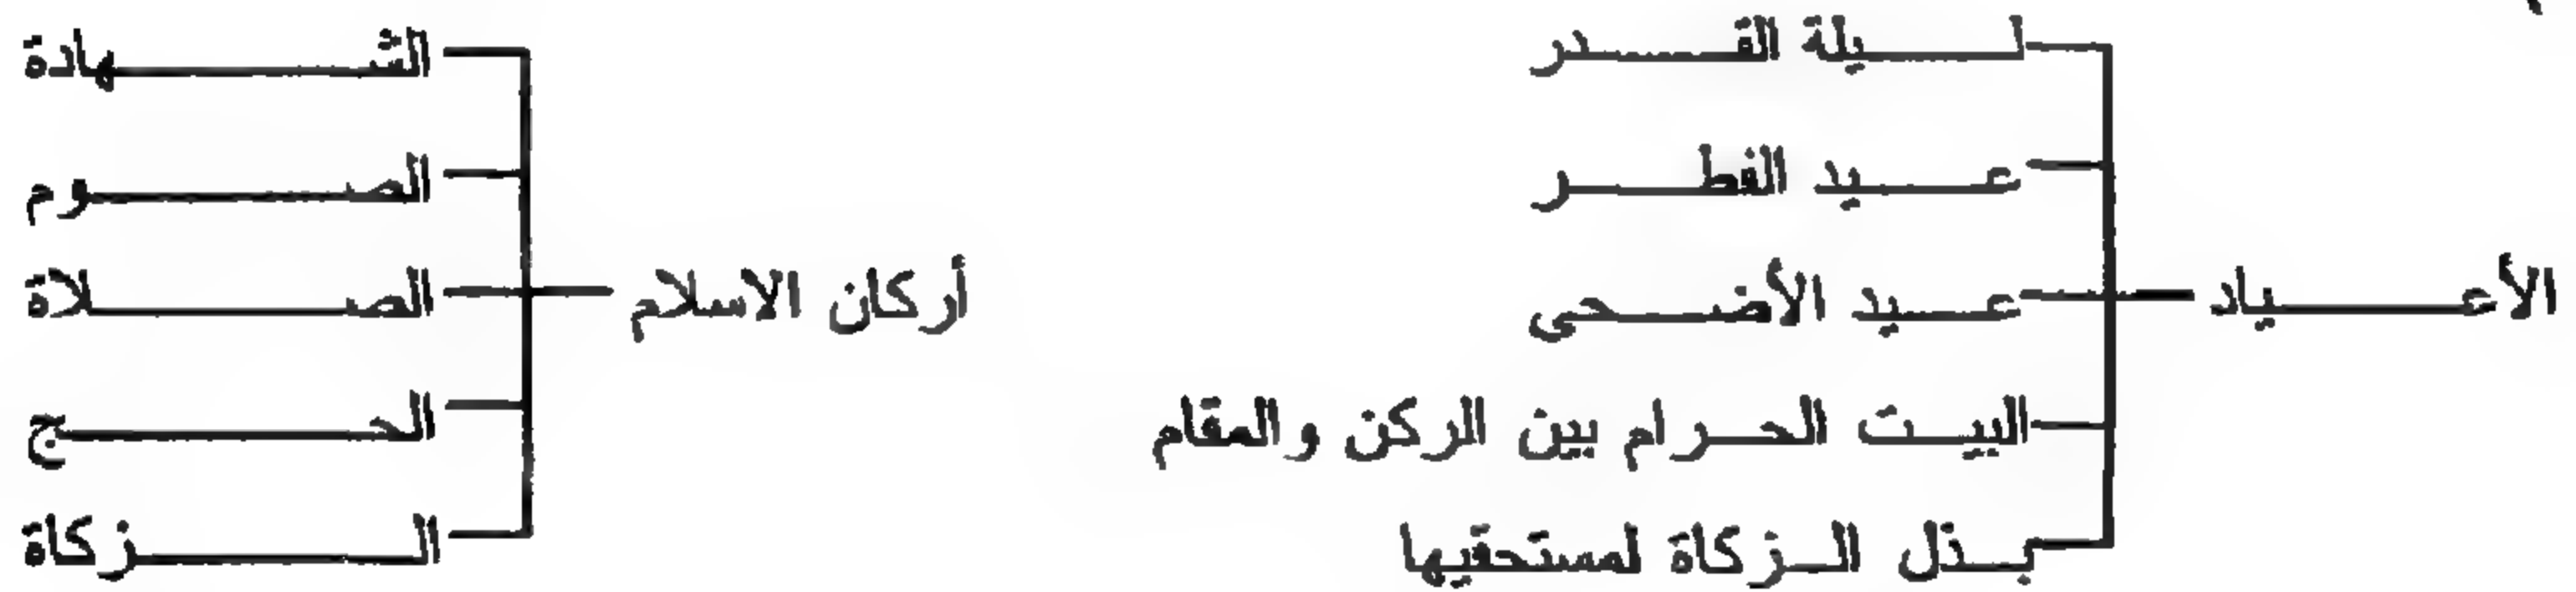 الأعياد
ليلة القدر
عيد الفطر
عيد الأضحى
البيت الحرام بين الركن والمقام
بذل الزكاة لمستحقيها
أركان الاسلام
الشهادة
الصوم
الصلاة
الحج
الزكاة